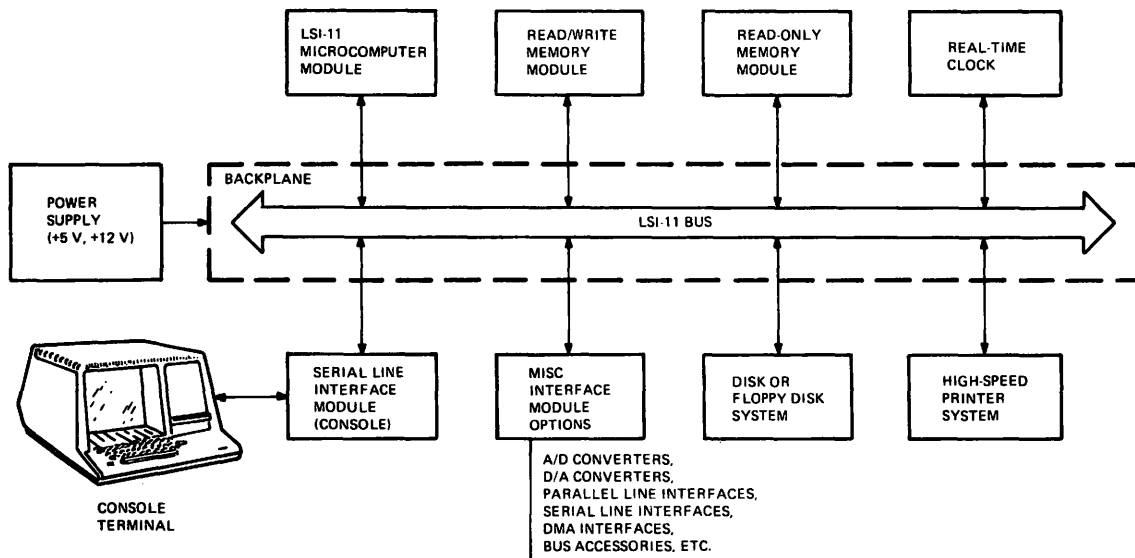 LSI-11
MICROCOMPUTER
MODULE
READ/WRITE
MEMORY
MODULE
READ-ONLY
MEMORY
MODULE
REAL-TIME
CLOCK
POWER
SUPPLY
(+5 V, +12 V)
BACKPLANE
LSI-11 BUS
CONSOLE
TERMINAL
SERIAL LINE
INTERFACE
MODULE
(CONSOLE)
MISC
INTERFACE
MODULE
OPTIONS
A/D CONVERTERS,
D/A CONVERTERS,
PARALLEL LINE INTERFACES,
SERIAL LINE INTERFACES,
DMA INTERFACES,
BUS ACCESSORIES, ETC.
DISK OR
FLOPPY DISK
SYSTEM
HIGH-SPEED
PRINTER
SYSTEM